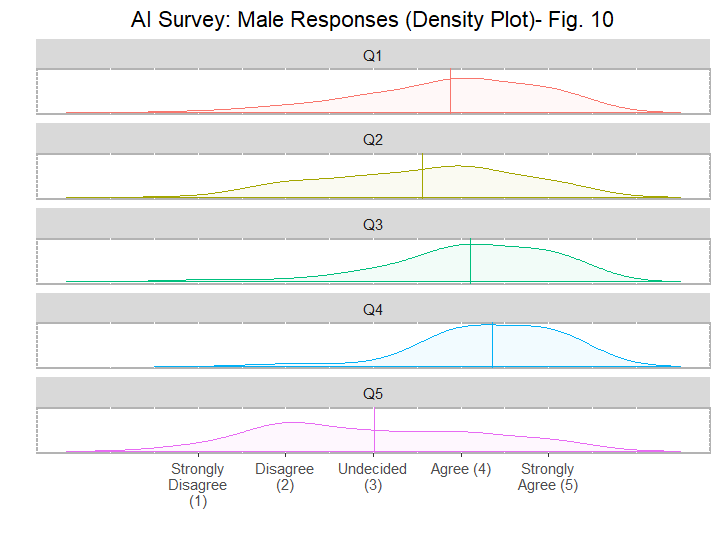 AI Survey: Male Responses (Density Plot)- Fig. 10
Q1
Q2
Q3
Q4
Q5
Strongly Disagree Undecided Agree (4) Strongly
Disagree (2) (3) Agree (5)
(1)